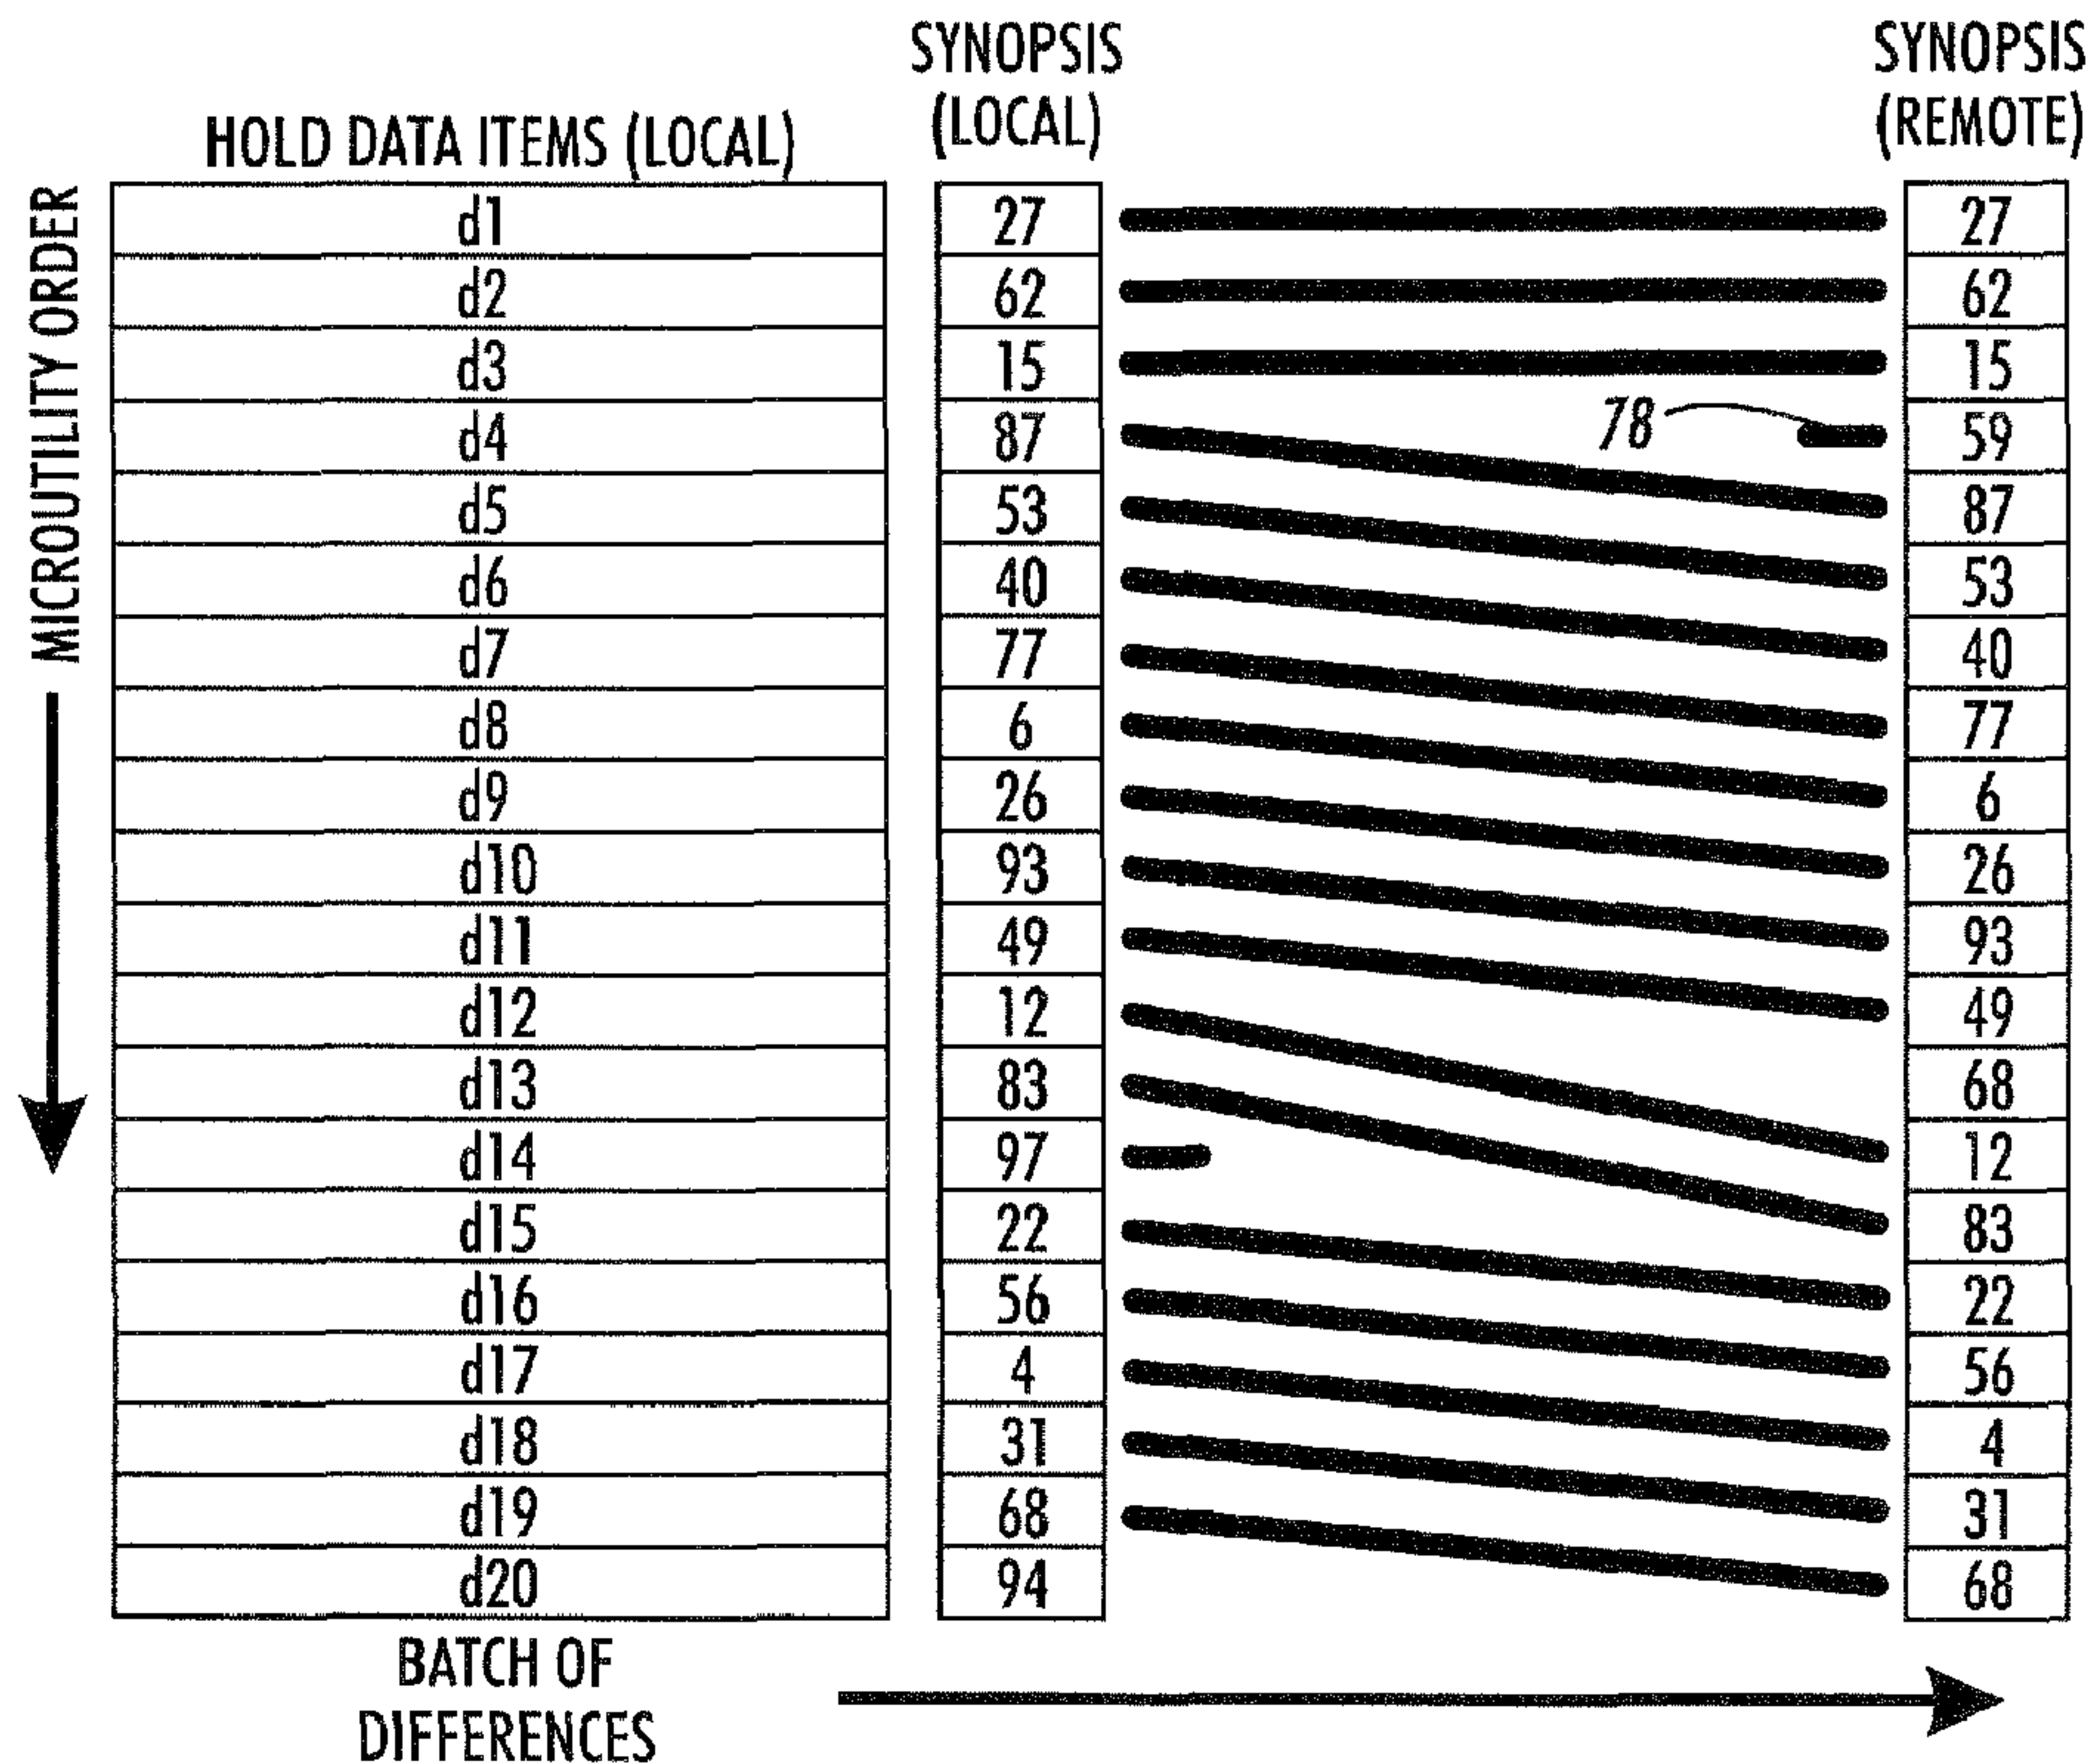 SYNOPSIS
(LOCAL)
SYNOPSIS
(REMOTE)
HOLD DATA ITEMS (LOCAL)
MICROUTILITY ORDER
d1 27 27
d2 62 62
d3 15 15
d4 87 78 59
d5 53 87
d6 40 53
d7 77 40
d8 6 77
d9 26 6
d10 93 26
d11 49 93
d12 12 49
d13 83 68
d14 97 12
d15 22 83
d16 56 22
d17 4 56
d18 31 4
d19 68 31
d20 94 68
BATCH OF
DIFFERENCES